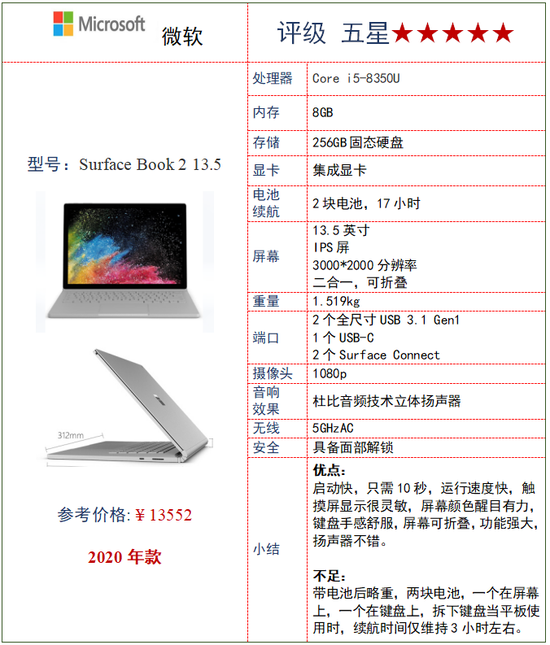 Microsoft 微软
评级 五星★★★★★
型号：Surface Book 2 13.5
312mm
参考价格:￥13552
2020 年款
处理器 Core i5-8350U
内存 8GB
存储 256GB 固态硬盘
显卡 集成显卡
电池
续航
2 块电池，17 小时
屏幕
13.5 英寸
IPS 屏
3000*2000 分辨率
二合一，可折叠
重量 1.519kg
端口
2 个全尺寸 USB 3.1 Gen1
1 个 USB-C
2 个 Surface Connect
摄像头 1080p
音响
效果
杜比音频技术立体扬声器
无线 5GHzAC
安全 具备面部解锁
小结
优点：
启动快，只需 10 秒，运行速度快，触
摸屏显示很灵敏，屏幕颜色醒目有力，
键盘手感舒服，屏幕可折叠，功能强大，
扬声器不错。
不足：
带电池后略重，两块电池，一个在屏幕
上，一个在键盘上，拆下键盘当平板使
用时，续航时间仅维持 3 小时左右。